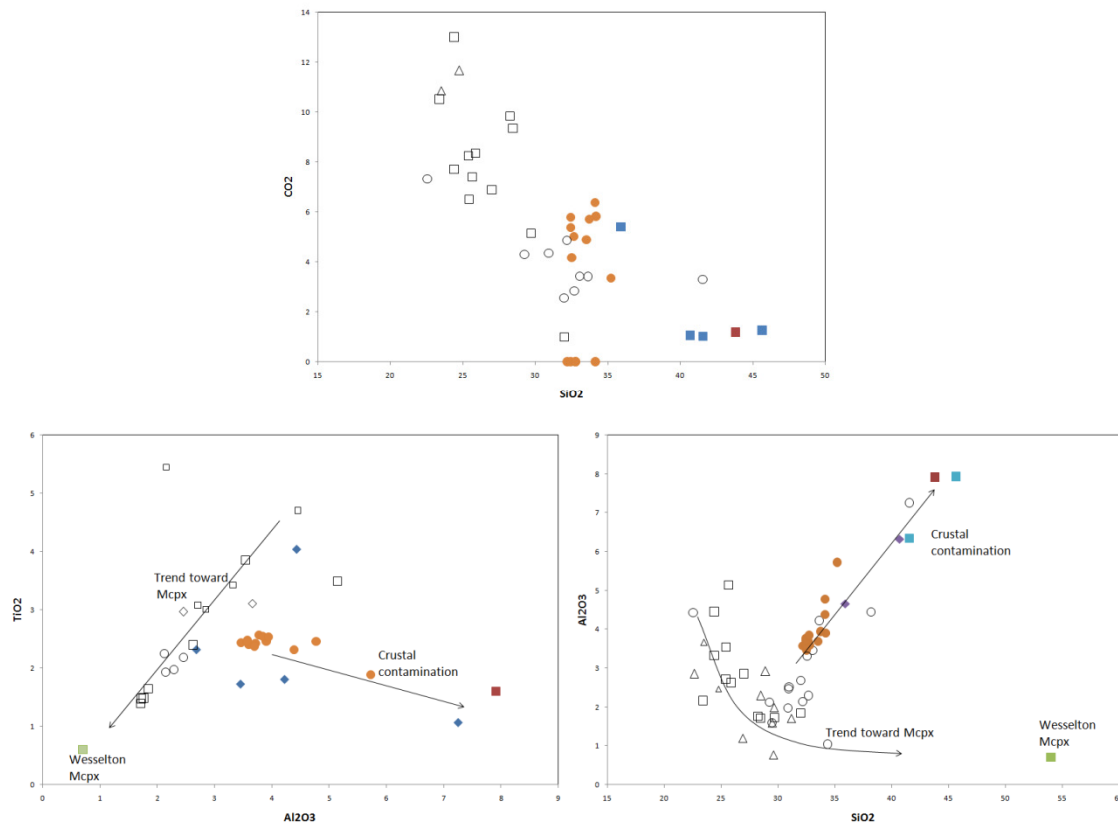 14
12
10
8
6
4
2
0
CO2
15 20 25 30 35 40 45 50
SiO2
6
5
4
3
2
1
0
TiO2
Trend toward
Mcpx
Crustal
contamination
Wesselton
Mcpx
0 1 2 3 4 5 6 7 8 9
Al2O3
9
8
7
6
5
4
3
2
1
0
Al2O3
Crustal
contamination
Trend toward Mcpx
Wesselton
Mcpx
15 20 25 30 35 40 45 50 55 60
SiO2